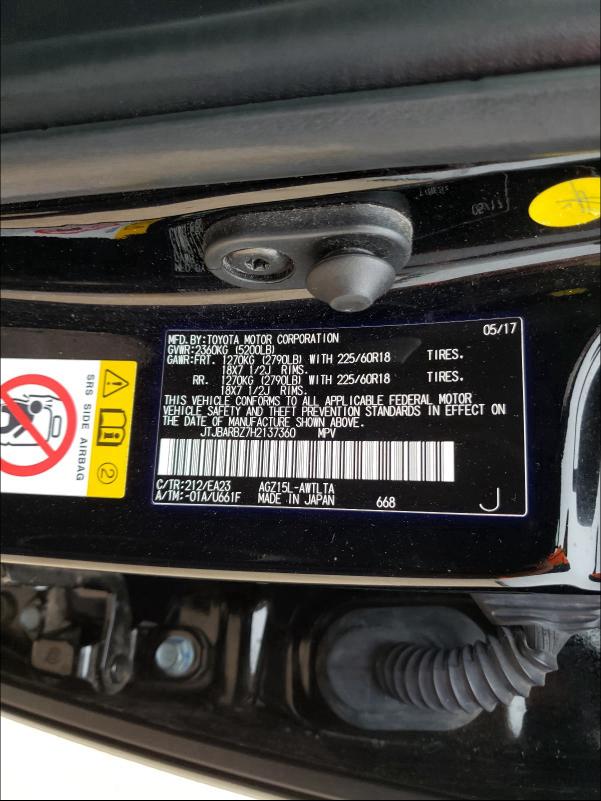 05/17
MFD. BY: TOYOTA MOTOR CORPORATION 05/17
GVWR: 2360KG (5200LB)
GAWR: FRT. 1270KG (2790LB) WITH 225/60R18 TIRES.
18X7 1/2J RIMS.
RR. 1270KG (2790LB) WITH 225/60R18 TIRES.
18X7 1/2J RIMS.
THIS VEHICLE CONFORMS TO ALL APPLICABLE FEDERAL MOTOR
VEHICLE SAFETY AND THEFT PREVENTION STANDARDS IN EFFECT ON
THE DATE OF MANUFACTURE SHOWN ABOVE.
JTJBARBZ7H2137360 MPV
C/TR: 212/EA23 AGZ15L-AWTLTA
A/TM: -01A/U661F MADE IN JAPAN 668 J
SRS SIDE AIRBAG
2